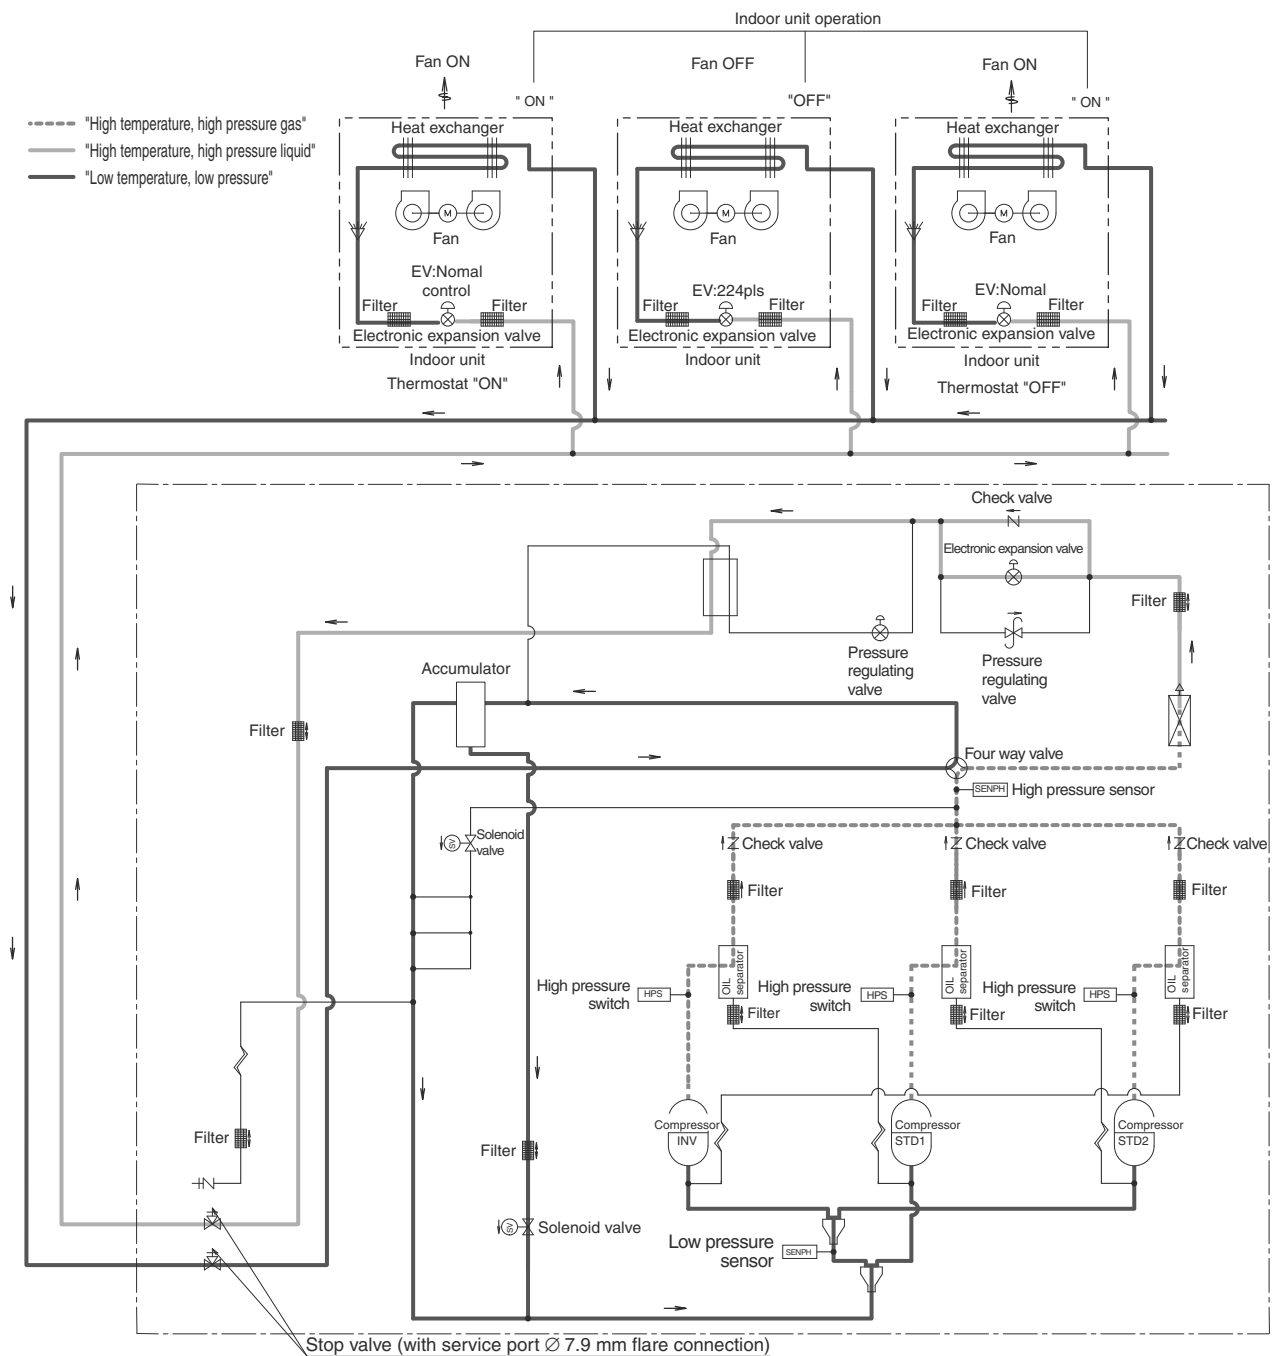 Indoor unit operation
Fan ON
Fan OFF
Fan ON
" ON "
"OFF"
" ON "
"High temperature, high pressure gas"
"High temperature, high pressure liquid"
"Low temperature, low pressure"
Heat exchanger
Heat exchanger
Heat exchanger
M
M
M
Fan
Fan
Fan
EV:Nomal
control
EV:224pls
EV:Nomal
Filter
Filter
Filter
Filter
Filter
Filter
Electronic expansion valve
Electronic expansion valve
Electronic expansion valve
Indoor unit
Indoor unit
Indoor unit
Thermostat "ON"
Thermostat "OFF"
Check valve
Electronic expansion valve
Filter
Pressure
regulating
valve
Pressure
regulating
valve
Accumulator
Filter
Four way valve
SENPH
High pressure sensor
SV
Solenoid
valve
Check valve
Check valve
Check valve
Filter
Filter
Filter
OIL
separator
OIL
separator
OIL
separator
High pressure
switch
HPS
High pressure
switch
HPS
High pressure
switch
HPS
Filter
Filter
Filter
Filter
Filter
Compressor
INV
Compressor
STD1
Compressor
STD2
SV
Solenoid valve
Low pressure
sensor
SENPH
Stop valve (with service port ∅ 7.9 mm flare connection)